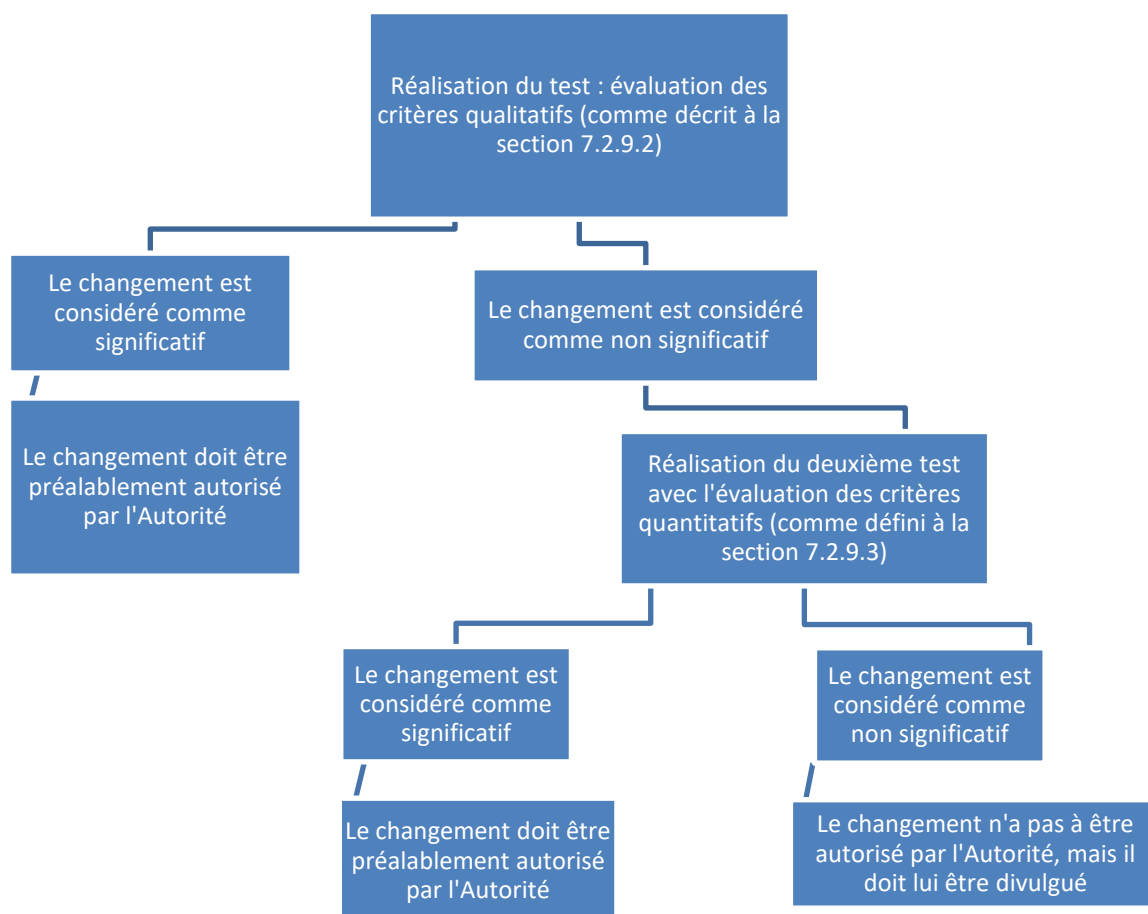 Réalisation du test : évaluation des
critères qualitatifs (comme décrit à la
section 7.2.9.2)
Le changement est
considéré comme
significatif
Le changement est considéré
comme non significatif
Le changement doit être
préalablement autorisé
par l'Autorité
Réalisation du deuxième test
avec l'évaluation des critères
quantitatifs (comme défini à la
section 7.2.9.3)
Le changement est
considéré comme
significatif
Le changement est
considéré comme
non significatif
Le changement doit être
préalablement autorisé
par l'Autorité
Le changement n'a pas à être
autorisé par l'Autorité, mais il
doit lui être divulgué